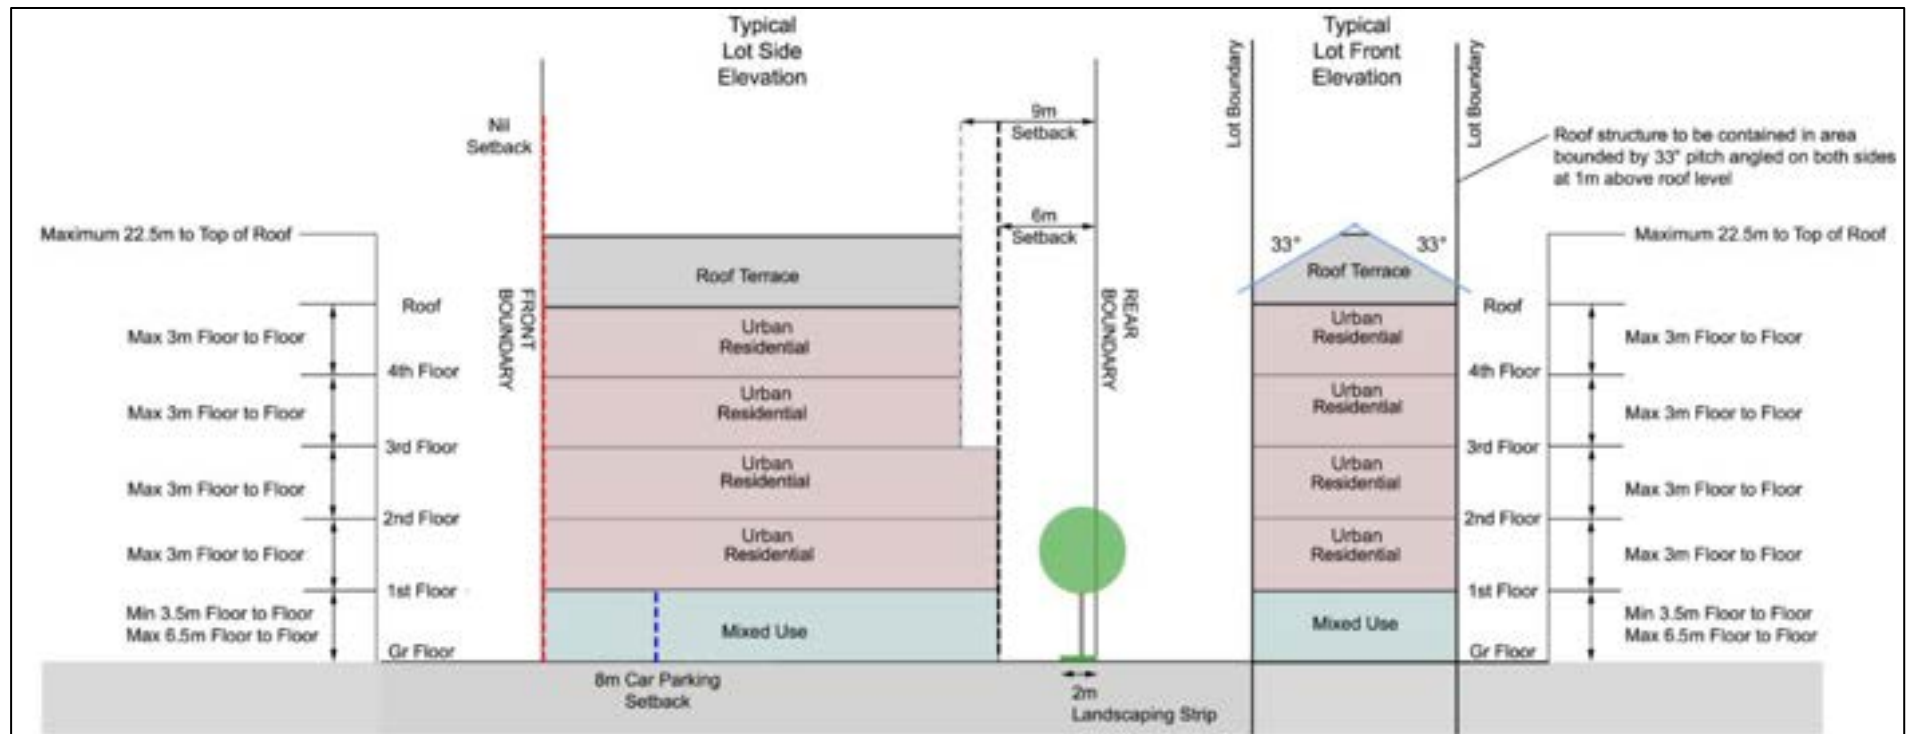 Typical
Lot Side
Elevation
Typical
Lot Front
Elevation
Nil
Setback
9m
Setback
6m
Setback
Lot Boundary
Lot Boundary
Roof structure to be contained in area
bounded by 33° pitch angled on both sides
at 1m above roof level
Maximum 22.5m to Top of Roof
Roof
Max 3m Floor to Floor
4th Floor
Max 3m Floor to Floor
3rd Floor
Max 3m Floor to Floor
2nd Floor
Max 3m Floor to Floor
1st Floor
Min 3.5m Floor to Floor
Max 6.5m Floor to Floor
Gr Floor
FRONT
BOUNDARY
Roof Terrace
Urban
Residential
Urban
Residential
Urban
Residential
Urban
Residential
Mixed Use
8m Car Parking
Setback
REAR
BOUNDARY
2m
Landscaping Strip
33°
33°
Roof Terrace
Urban
Residential
Urban
Residential
Urban
Residential
Urban
Residential
Mixed Use
Maximum 22.5m to Top of Roof
Roof
Max 3m Floor to Floor
4th Floor
Max 3m Floor to Floor
3rd Floor
Max 3m Floor to Floor
2nd Floor
Max 3m Floor to Floor
1st Floor
Min 3.5m Floor to Floor
Max 6.5m Floor to Floor
Gr Floor